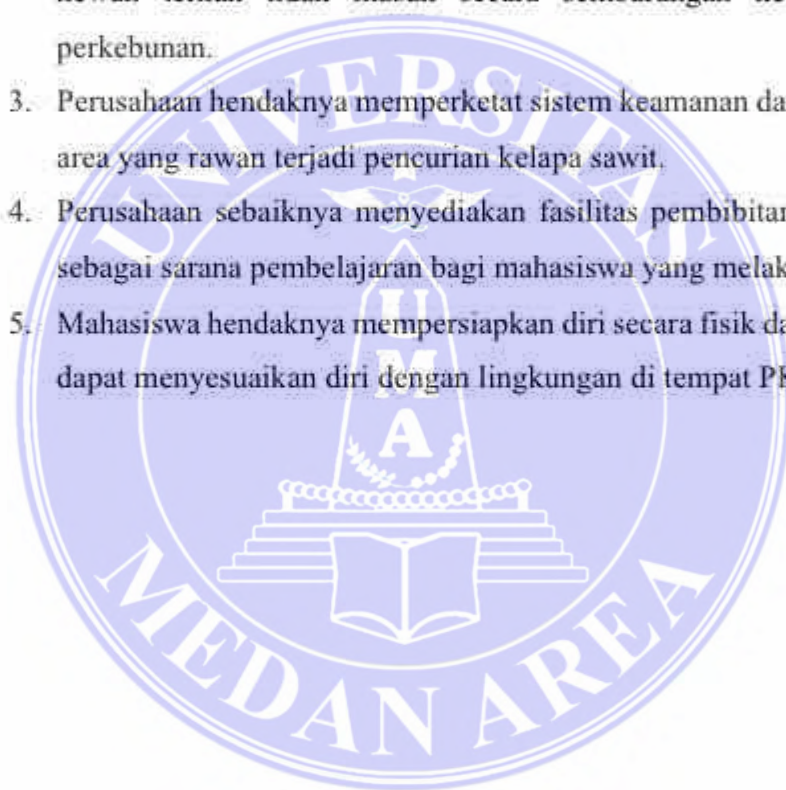 perkebunan.
3. Perusahaan hendaknya memperketat sistem keamanan da
area yang rawan terjadi pencurian kelapa sawit.
4. Perusahaan sebaiknya menyediakan fasilitas pembibitan
sebagai sarana pembelajaran bagi mahasiswa yang melak
5. Mahasiswa hendaknya mempersiapkan diri secara fisik da
dapat menyesuaikan diri dengan lingkungan di tempat PK
UNIVERSITAS
UMA
MEDAN AREA